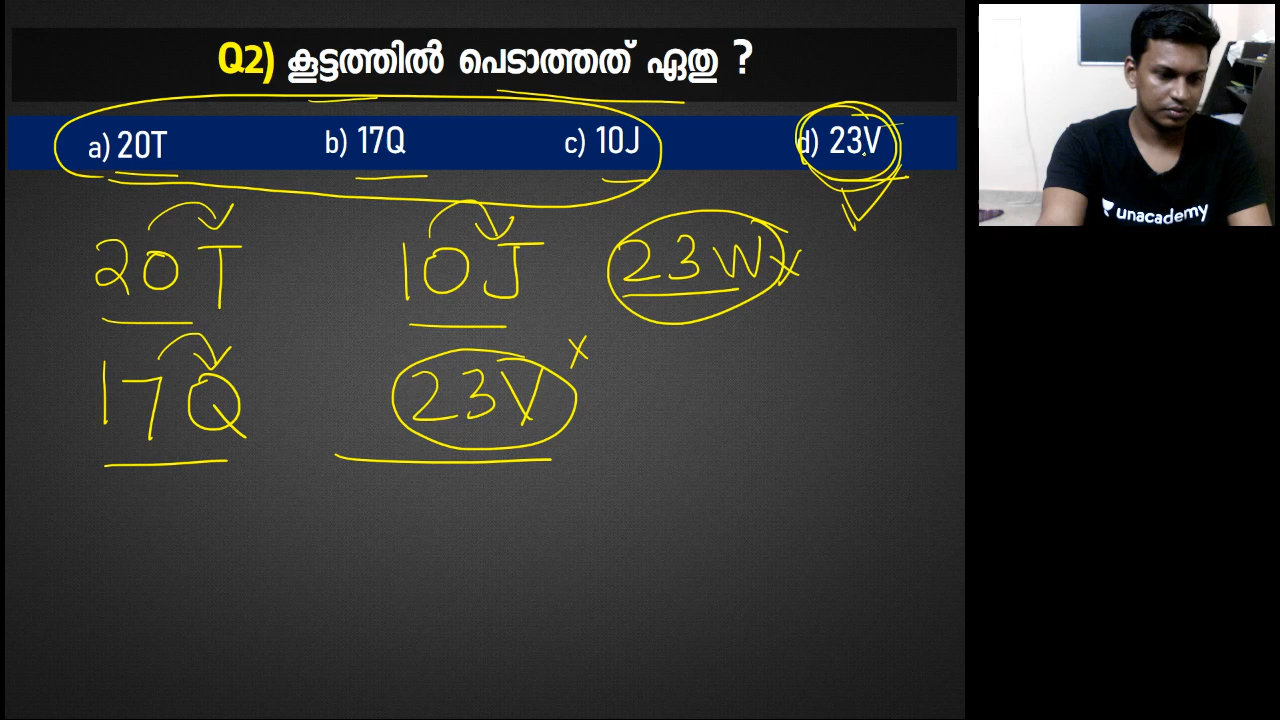 Q2) കൂട്ടത്തിൽ പെടാത്തത് ഏതു ?
a) 20T b) 17Q c) 10J d) 23V
20T 10J 23W x
17Q 23V x
unacademy